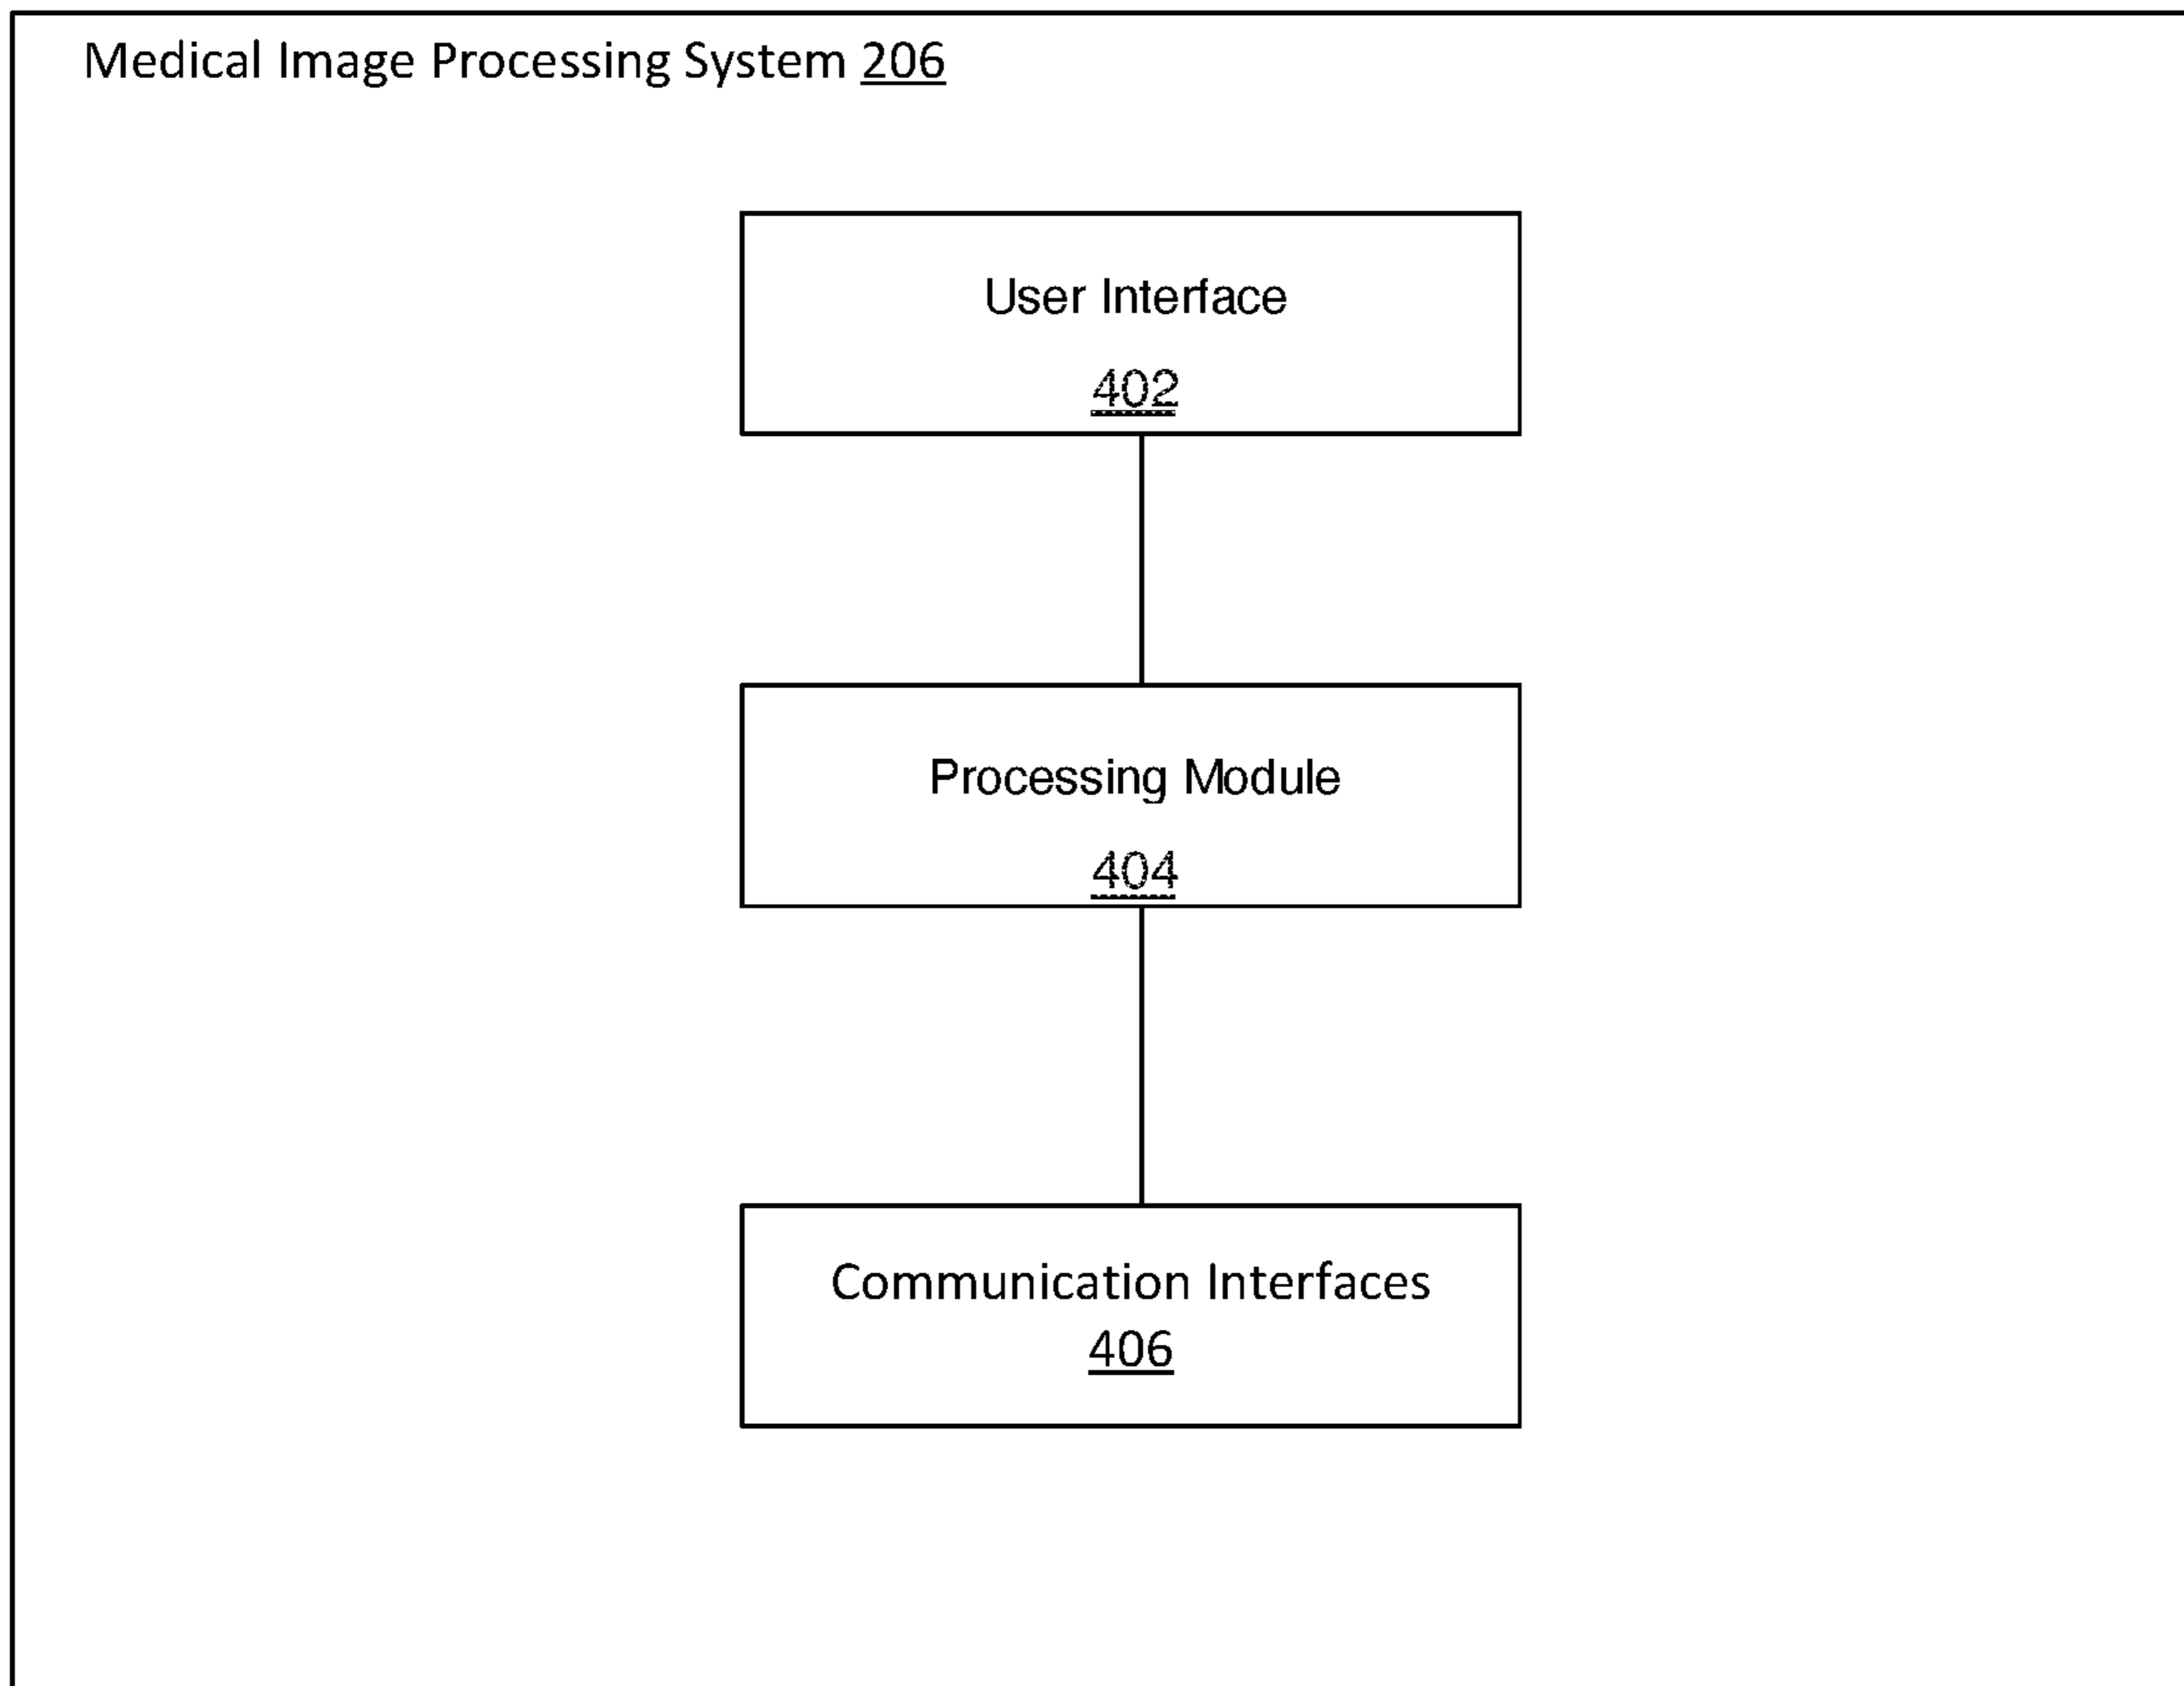 Medical Image Processing System 206
User Interface
402
Processing Module
404
Communication Interfaces
406